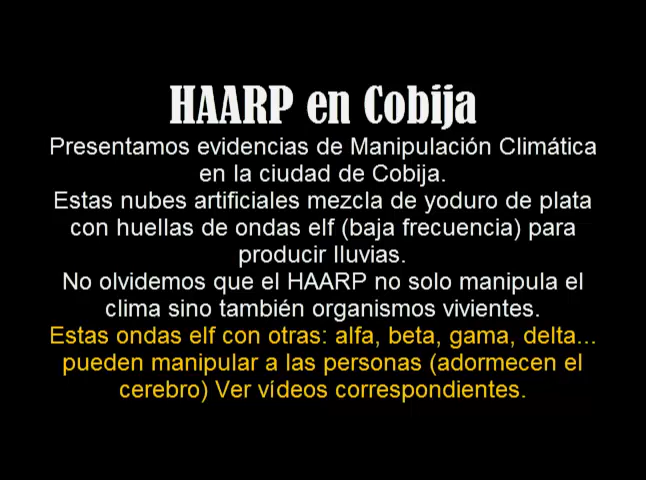 HAARP en Cobija
Presentamos evidencias de Manipulación Climática
en la ciudad de Cobija.
Estas nubes artificiales mezcla de yoduro de plata
con huellas de ondas elf (baja frecuencia) para
producir lluvias.
No olvidemos que el HAARP no solo manipula el
clima sino también organismos vivientes.
Estas ondas elf con otras: alfa, beta, gama, delta...
pueden manipular a las personas (adormecen el
cerebro) Ver vídeos correspondientes.